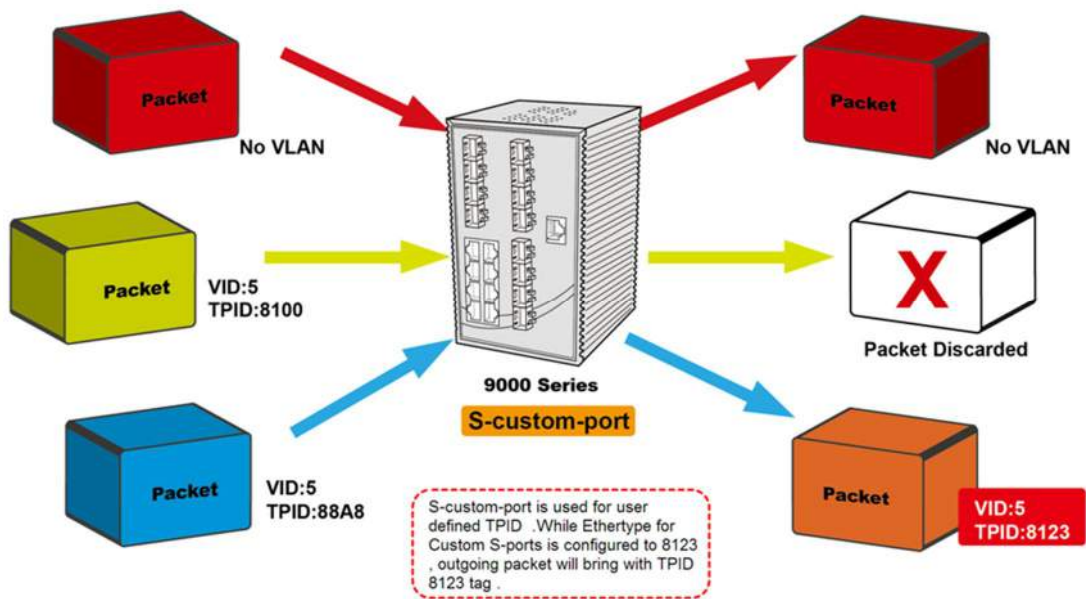 Packet
No VLAN
Packet
VID:5
TPID:8100
Packet
VID:5
TPID:88A8
9000 Series
S-custom-port
S-custom-port is used for user
defined TPID .While Ethertype for
Custom S-ports is configured to 8123
, outgoing packet will bring with TPID
8123 tag .
Packet
No VLAN
X
Packet Discarded
Packet
VID:5
TPID:8123